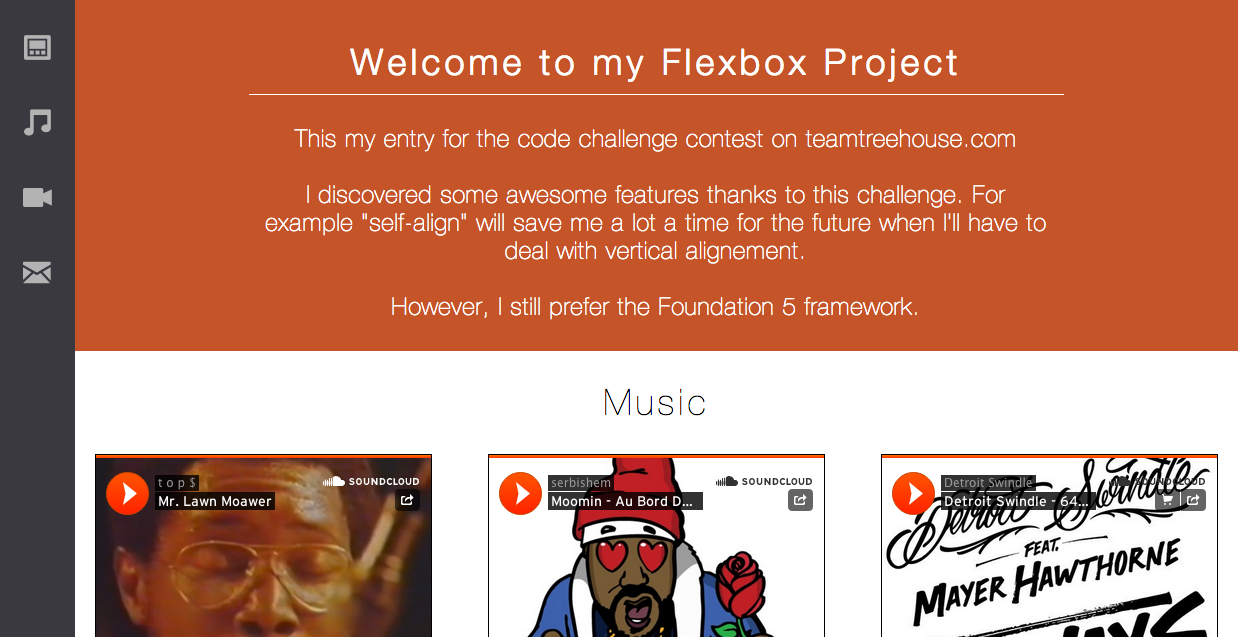 Welcome to my Flexbox Project
This my entry for the code challenge contest on teamtreehouse.com
I discovered some awesome features thanks to this challenge. For
example "self-align" will save me a lot a time for the future when I'll have to
deal with vertical alignement.
However, I still prefer the Foundation 5 framework.
Music
t o p $
SOUNDCLOUD
Mr. Lawn Moawer
serbishem
SOUNDCLOUD
Moomin - Au Bord D...
Detroit Swindle
SOUNDCLOUD
Detroit Swindle - 64...
Detroit Swindle
FEAT.
MAYER HAWTHORNE